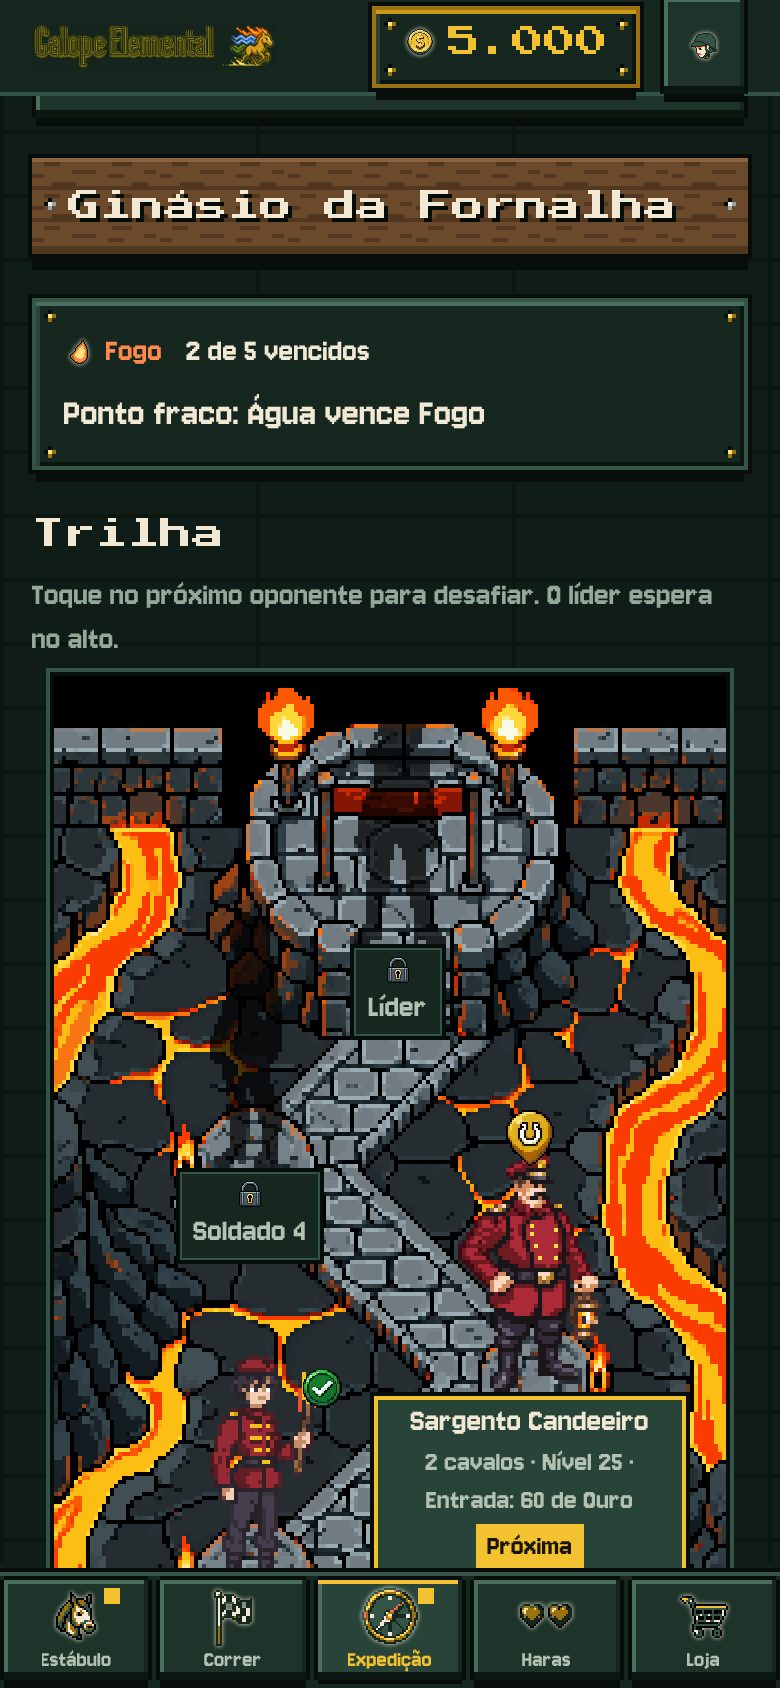 Galope Elemental
5.000
Ginásio da Fornalha
Fogo 2 de 5 vencidos
Ponto fraco: Água vence Fogo
Trilha
Toque no próximo oponente para desafiar. O líder espera
no alto.
Líder
Soldado 4
Sargento Candeeiro
2 cavalos · Nível 25 ·
Entrada: 60 de Ouro
Próxima
Estábulo
Correr
Expedição
Haras
Loja